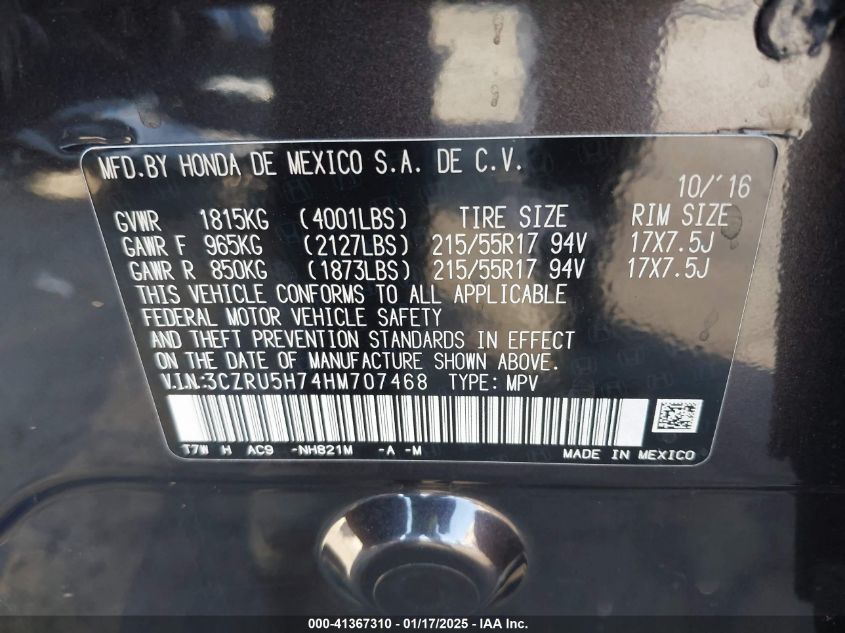 MFD.BY HONDA DE MEXICO S.A. DE C.V.
10/'16
GVWR 1815KG (4001LBS) TIRE SIZE RIM SIZE
GAWR F 965KG (2127LBS) 215/55R17 94V 17X7.5J
GAWR R 850KG (1873LBS) 215/55R17 94V 17X7.5J
THIS VEHICLE CONFORMS TO ALL APPLICABLE
FEDERAL MOTOR VEHICLE SAFETY
AND THEFT PREVENTION STANDARDS IN EFFECT
ON THE DATE OF MANUFACTURE SHOWN ABOVE.
V.I.N:3CZRU5H74HM707468 TYPE: MPV
T7W H AC9 -NH821M -A -M MADE IN MEXICO
000-41367310 - 01/17/2025 - IAA Inc.